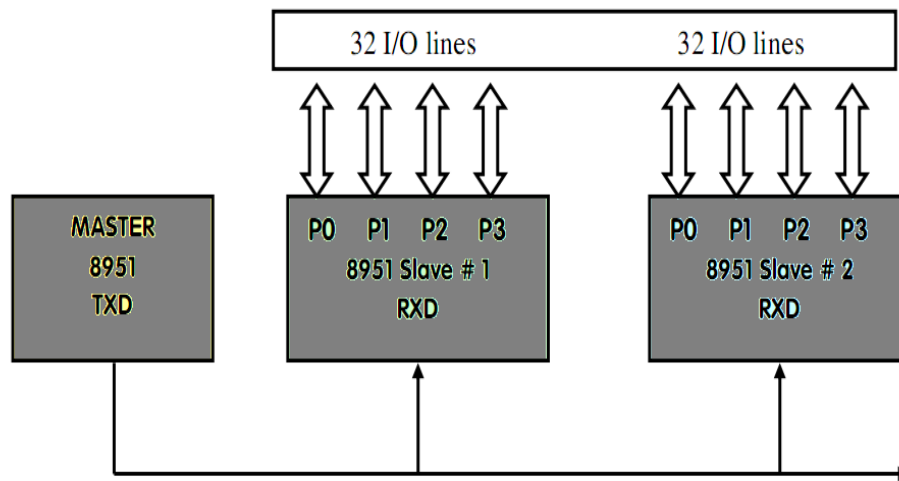 32 I/O lines 32 I/O lines
MASTER
8951
TXD
P0 P1 P2 P3
8951 Slave # 1
RXD
P0 P1 P2 P3
8951 Slave # 2
RXD